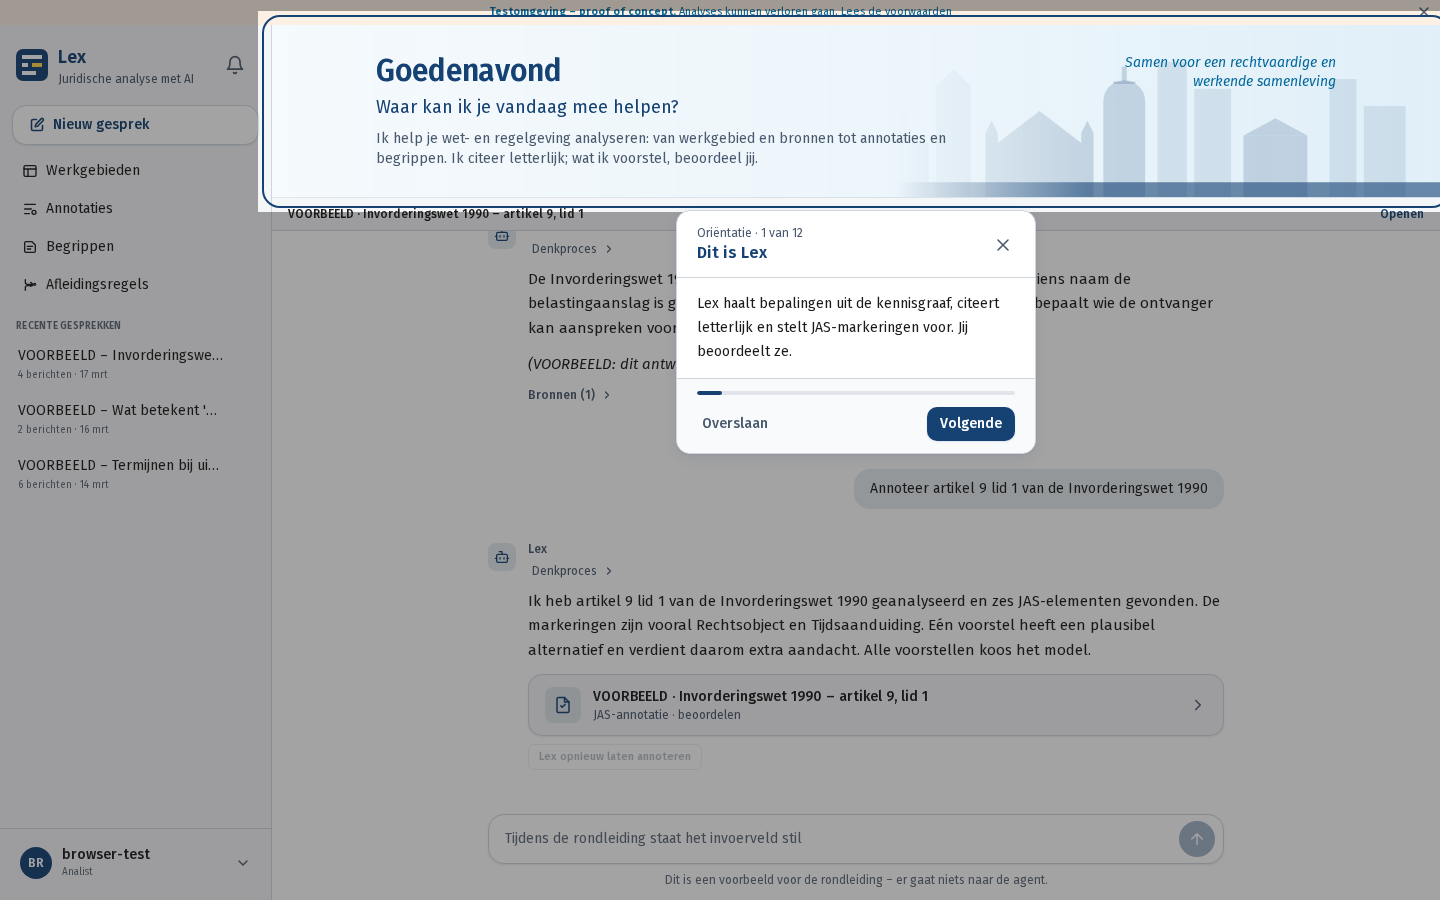 Testomgeving – proof of concept. Analyses kunnen verloren gaan. Lees de voorwaarden
Lex
Juridische analyse met AI
Nieuw gesprek
Werkgebieden
Annotaties
Begrippen
Afleidingsregels
RECENTE GESPREKKEN
VOORBEELD – Invorderingswe…
4 berichten · 17 mrt
VOORBEELD – Wat betekent '…
2 berichten · 16 mrt
VOORBEELD – Termijnen bij ui…
6 berichten · 14 mrt
BR
browser-test
Analist
Goedenavond
Waar kan ik je vandaag mee helpen?
Ik help je wet- en regelgeving analyseren: van werkgebied en bronnen tot annotaties en
begrippen. Ik citeer letterlijk; wat ik voorstel, beoordeel jij.
Samen voor een rechtvaardige en
werkende samenleving
VOORBEELD · Invorderingswet 1990 – artikel 9, lid 1
Openen
Denkproces
De Invorderingswet 19
iens naam de
belastingaanslag is g
bepaalt wie de ontvanger
kan aanspreken voor
(VOORBEELD: dit antw
Bronnen (1)
Oriëntatie · 1 van 12
Dit is Lex
Lex haalt bepalingen uit de kennisgraaf, citeert
letterlijk en stelt JAS-markeringen voor. Jij
beoordeelt ze.
Overslaan
Volgende
Annoteer artikel 9 lid 1 van de Invorderingswet 1990
Lex
Denkproces
Ik heb artikel 9 lid 1 van de Invorderingswet 1990 geanalyseerd en zes JAS-elementen gevonden. De
markeringen zijn vooral Rechtsobject en Tijdsaanduiding. Eén voorstel heeft een plausibel
alternatief en verdient daarom extra aandacht. Alle voorstellen koos het model.
VOORBEELD · Invorderingswet 1990 – artikel 9, lid 1
JAS-annotatie · beoordelen
Lex opnieuw laten annoteren
Tijdens de rondleiding staat het invoerveld stil
Dit is een voorbeeld voor de rondleiding – er gaat niets naar de agent.